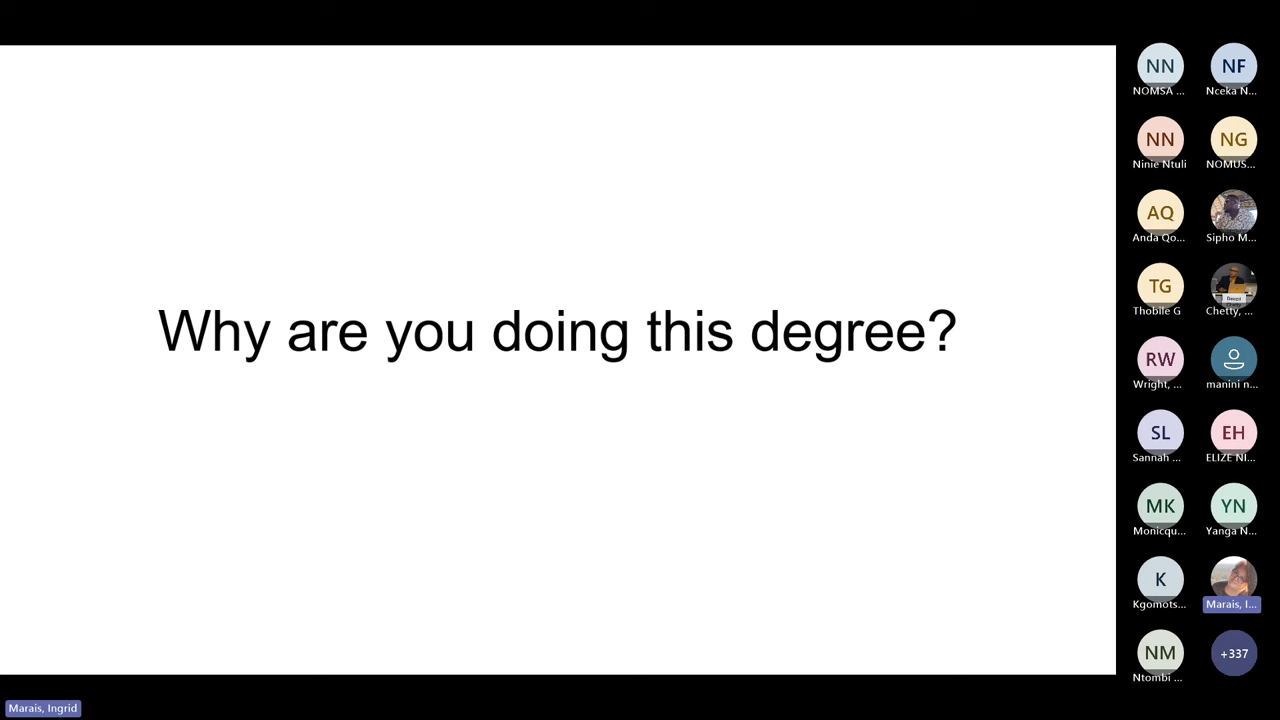 Why are you doing this degree?
NN
NOMSA ...
NF
Nceka N...
NN
Ninie Ntuli
NG
NOMUS...
AQ
Anda Qo...
Sipho M...
TG
Thobile G
Chetty, ...
RW
Wright, ...
manini n...
SL
Sannah ...
EH
ELIZE NI...
MK
Monicqu...
YN
Yanga N...
K
Kgomots...
Marais, I...
NM
Ntombi ...
+337
Marais, Ingrid